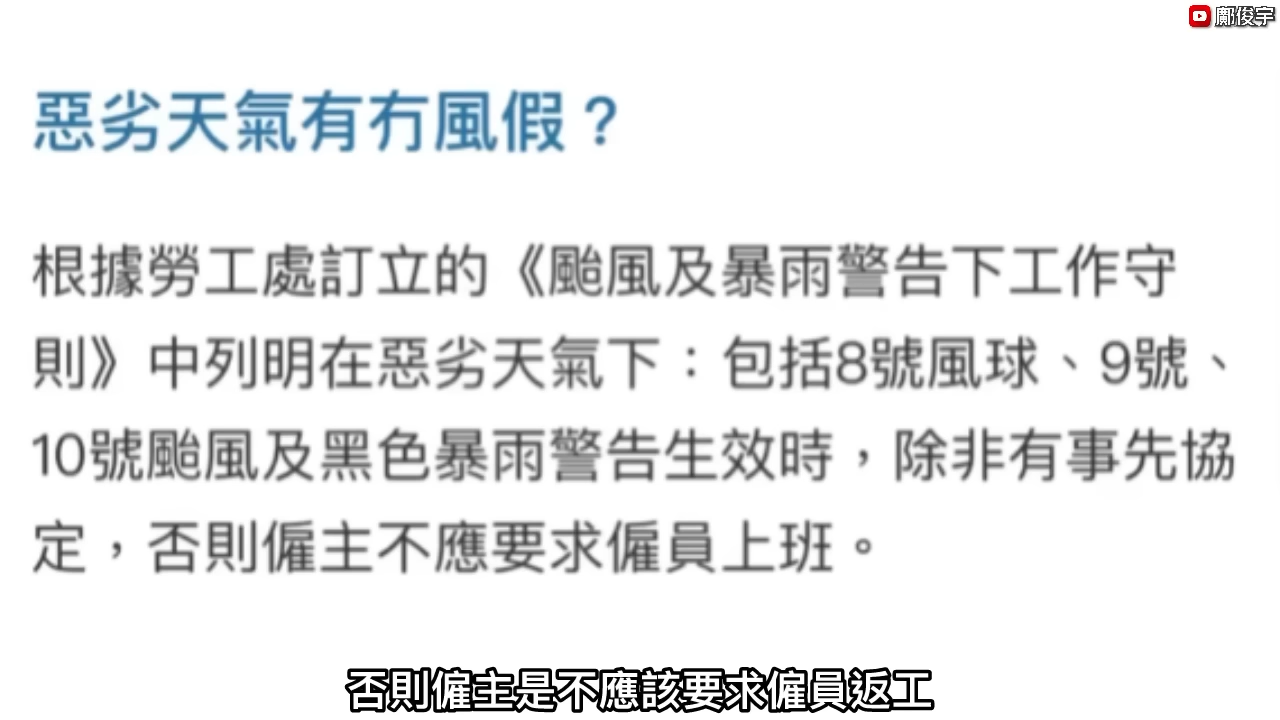 鄺俊宇
惡劣天氣有冇風假？
根據勞工處訂立的《颱風及暴雨警告下工作守
則》中列明在惡劣天氣下：包括8號風球、9號、
10號颱風及黑色暴雨警告生效時，除非有事先協
定，否則僱主不應要求僱員上班。
否則僱主是不應該要求僱員返工